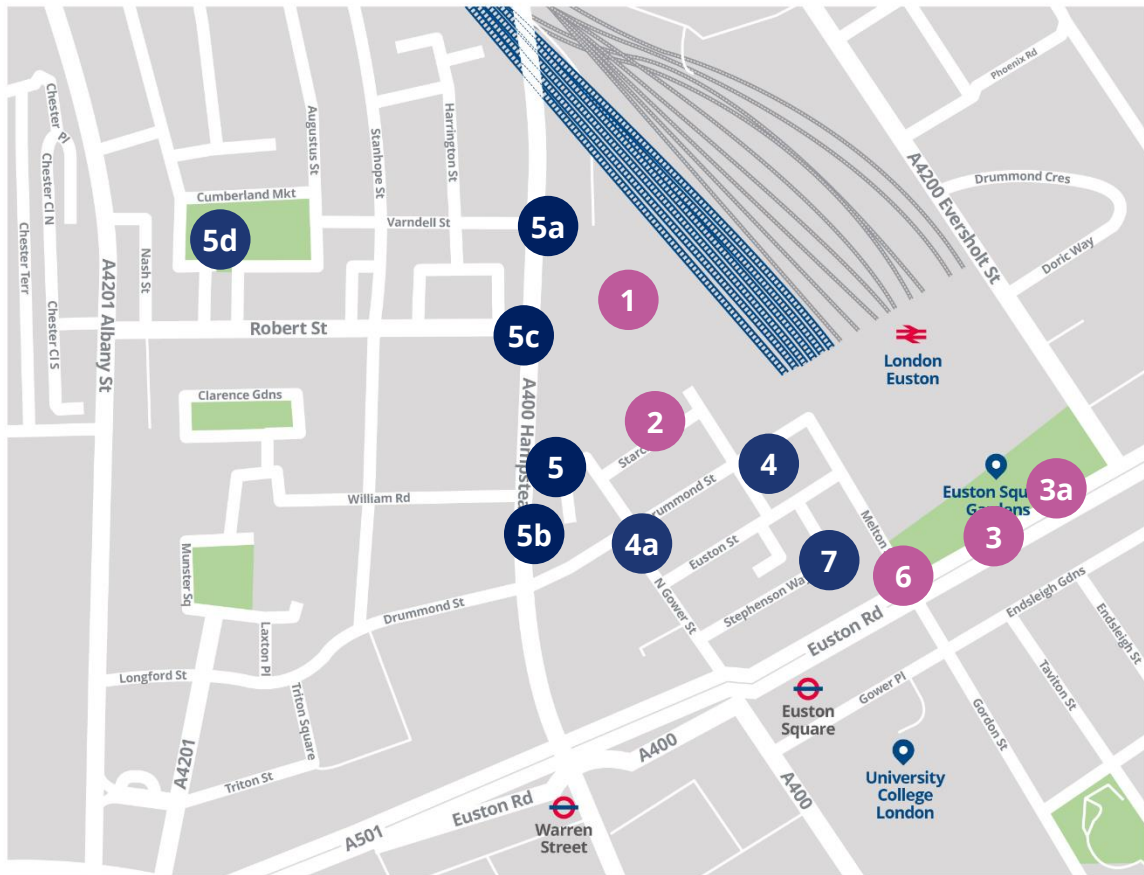 Phoenix Rd
Chester Pl
Augustus St
Harrington St
Stanhope St
A4200 Eversholt St
Drummond Cres
Cumberland Mkt
Chester Cl N
Varndell St
5a
5d
Chester Terr
Nash St
Doric Way
A4201 Albany St
1
Robert St
5c
London
Euston
Chester Cl S
Clarence Gdns
A400
2
4
5
Drummond St
Euston
Gardens
3a
William Rd
Melton
5b
4a
3
Euston St
7
6
Munster Sq
N Gower St
Stephenson
Endsleigh Gdns
Drummond St
Euston Rd
Endsleigh St
Laxton Pl
Longford St
Taviton St
Triton Square
Gower Pl
Euston
Square
Gordon St
A4201
A400
Triton St
University
College
London
A400
Euston Rd
A501
Warren
Street